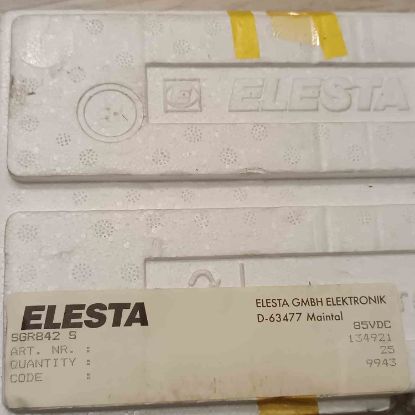 ELESTA
ELESTA
ELESTA GMBH ELEKTRONIK
D-63477 Maintal
SGR842 S 85VDC
ART. NR. : 134921
QUANTITY : 25
CODE : 9943